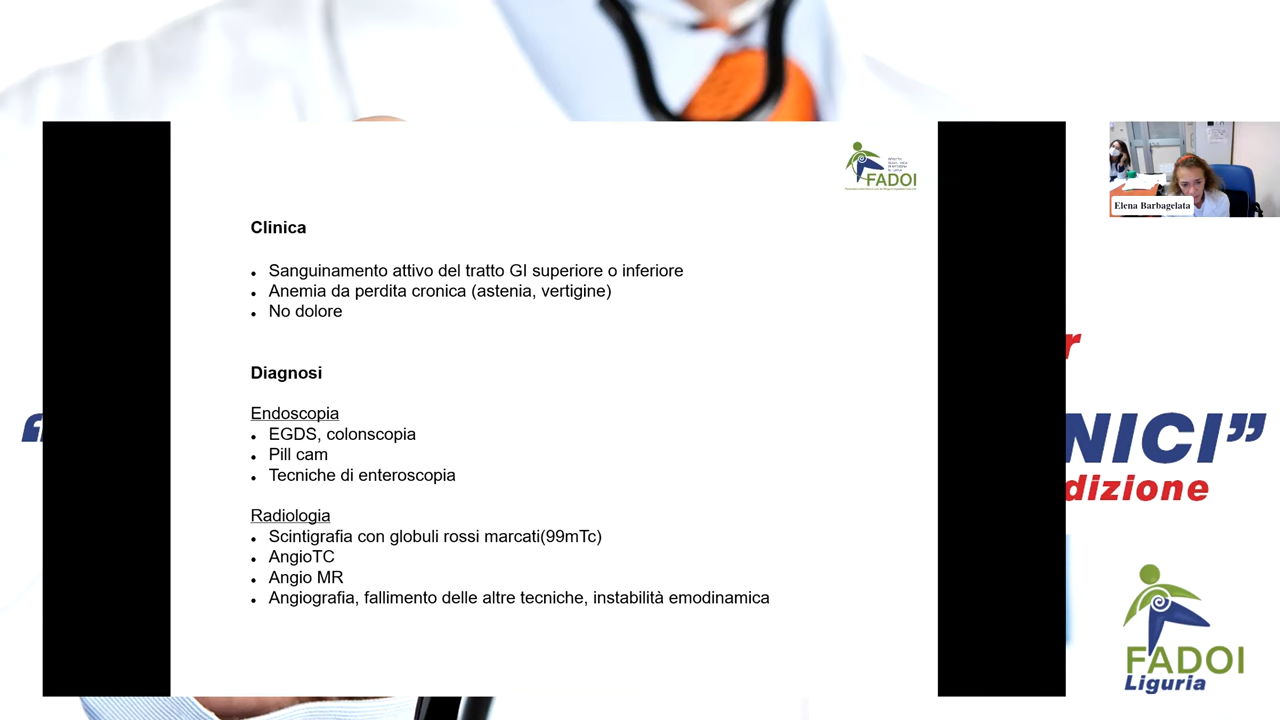 FADOI
Clinica
Sanguinamento attivo del tratto GI superiore o inferiore
Anemia da perdita cronica (astenia, vertigine)
No dolore
Diagnosi
Endoscopia
EGDS, colonscopia
Pill cam
Tecniche di enteroscopia
Radiologia
Scintigrafia con globuli rossi marcati(99mTc)
AngioTC
Angio MR
Angiografia, fallimento delle altre tecniche, instabilità emodinamica
Elena Barbagelata
r
“
NICI”
dizione
FADOI
Liguria